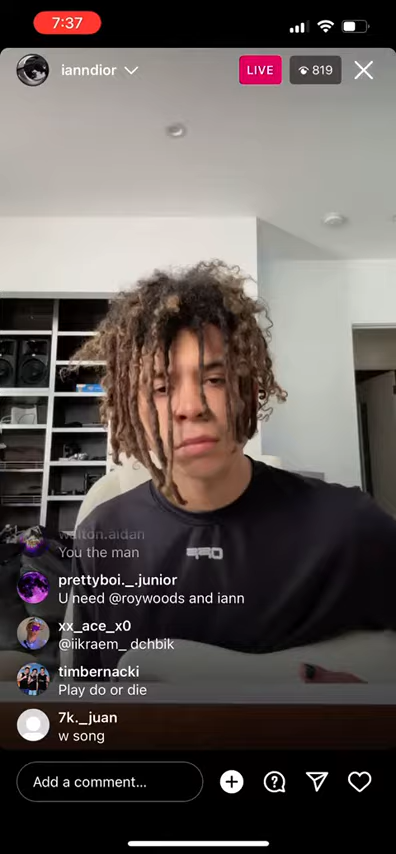 7:37
ianndior
LIVE
819
walton.aidan
You the man
prettyboi._.junior
U need @roywoods and iann
xx_ace_x0
@iikraem_ dchbik
timbernacki
Play do or die
7k._juan
w song
Add a comment...